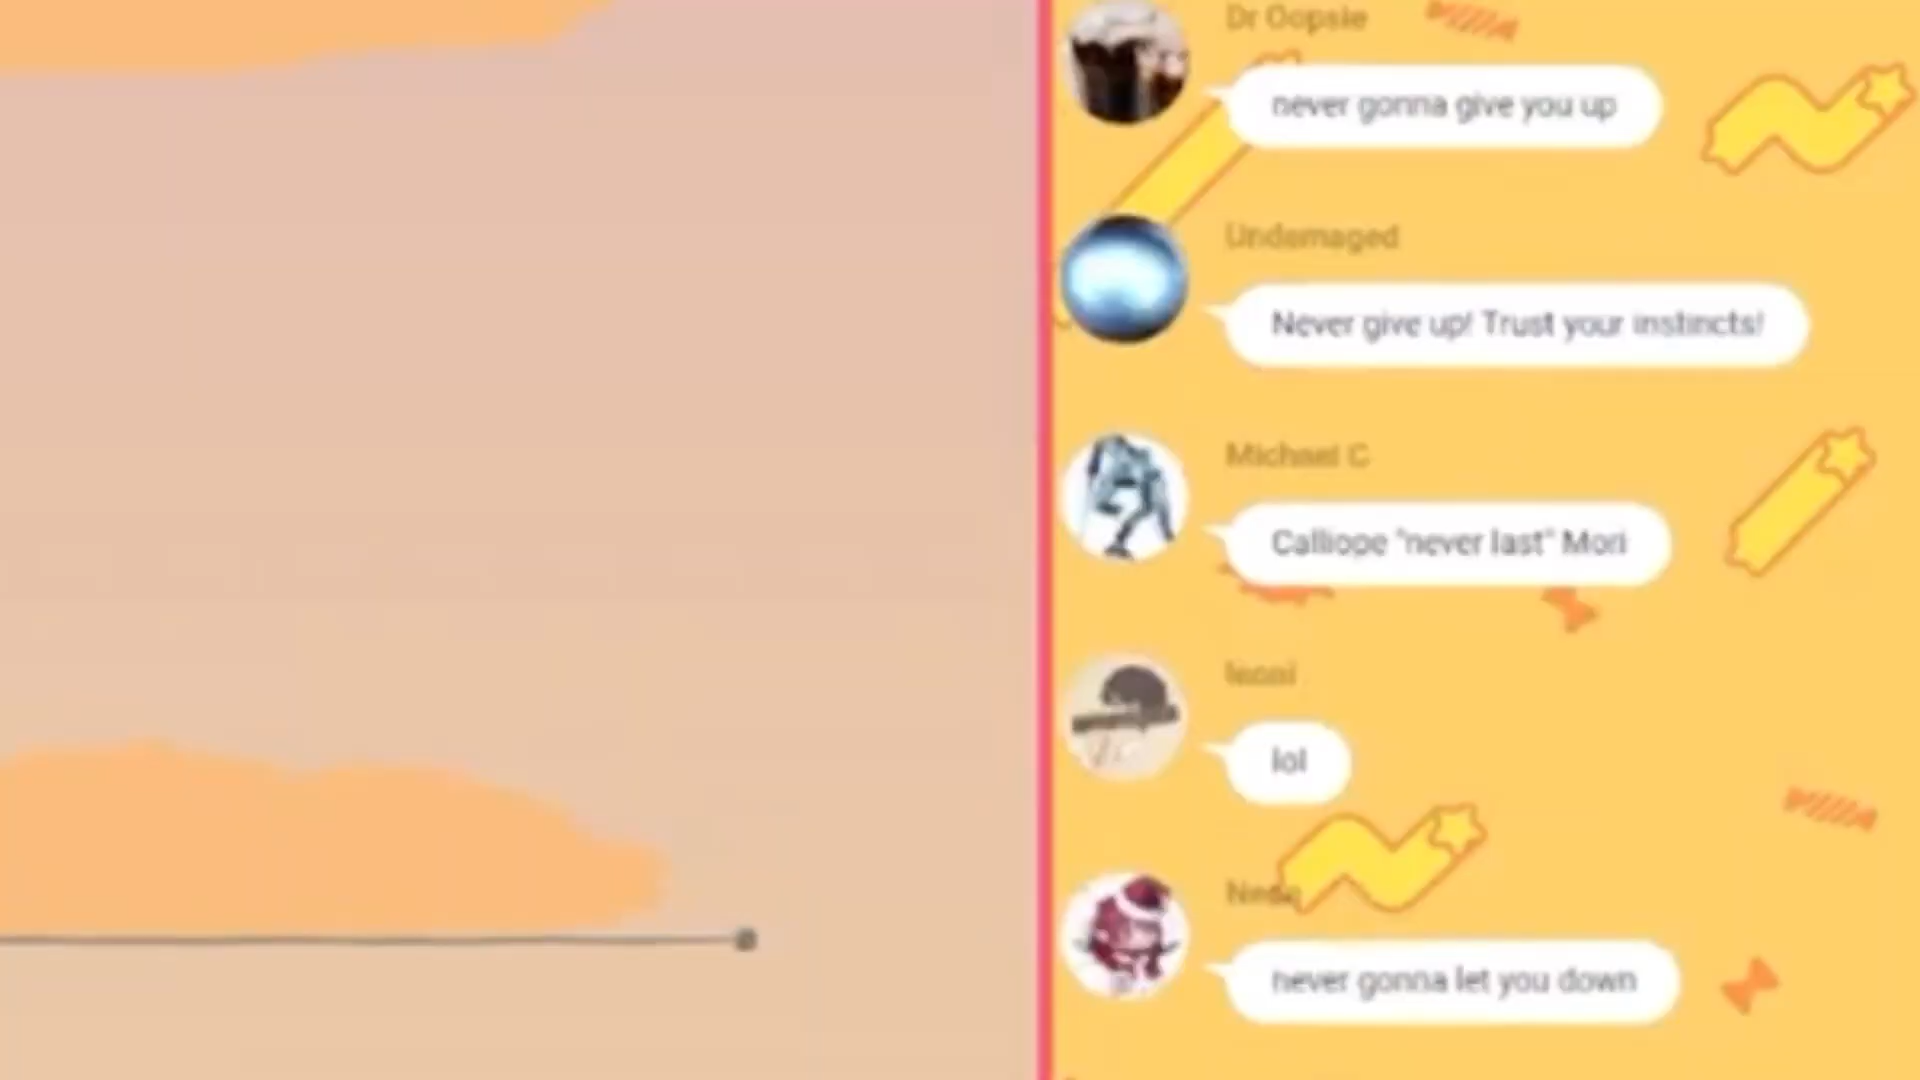 Dr Oopsie
never gonna give you up
Undamaged
Never give up! Trust your instincts!
Michael C
Calliope "never last" Mori
lol
never gonna let you down